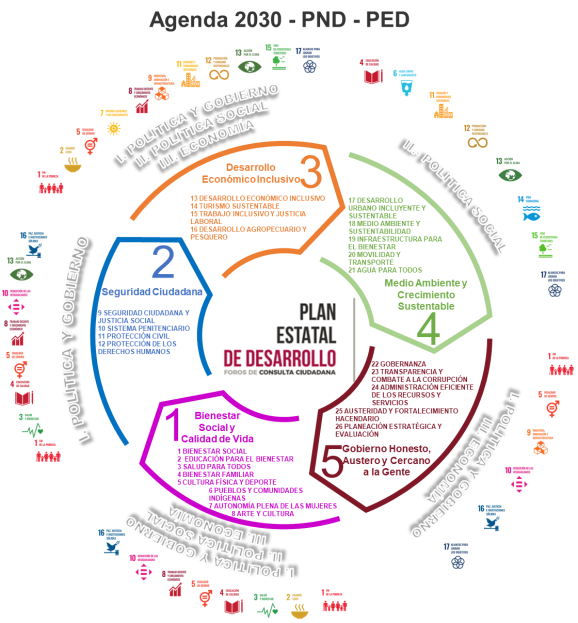 Agenda 2030 - PND - PED
I. POLÍTICA Y GOBIERNO
II. POLÍTICA SOCIAL
III. ECONOMÍA
II. POLÍTICA SOCIAL
Desarrollo
Económico Inclusivo
3
13 DESARROLLO ECONÓMICO INCLUSIVO
14 TURISMO SUSTENTABLE
15 TRABAJO INCLUSIVO Y JUSTICIA
LABORAL
16 DESARROLLO AGROPECUARIO Y
PESQUERO
17 DESARROLLO
URBANO INCLUYENTE Y
SUSTENTABLE
18 MEDIO AMBIENTE Y
SUSTENTABILIDAD
19 INFRAESTRUCTURA PARA
EL BIENESTAR
20 MOVILIDAD Y
TRANSPORTE
21 AGUA PARA TODOS
Medio Ambiente y
Crecimiento
Sustentable
4
I. POLÍTICA Y GOBIERNO
2
Seguridad Ciudadana
9 SEGURIDAD CIUDADANA Y
JUSTICIA SOCIAL
10 SISTEMA PENITENCIARIO
11 PROTECCIÓN CIVIL
12 PROTECCIÓN DE LOS
DERECHOS HUMANOS
PLAN
ESTATAL
DE DESARROLLO
FOROS DE CONSULTA CIUDADANA
22 GOBERNANZA
23 TRANSPARENCIA Y
COMBATE A LA CORRUPCIÓN
24 ADMINISTRACIÓN EFICIENTE
DE LOS RECURSOS Y
SERVICIOS
25 AUSTERIDAD Y FORTALECIMIENTO
HACENDARIO
26 PLANEACIÓN ESTRATÉGICA Y
EVALUACIÓN
5
Gobierno Honesto,
Austero y Cercano
a la Gente
I. POLÍTICA Y GOBIERNO
III. ECONOMÍA
1
Bienestar
Social y
Calidad de Vida
1 BIENESTAR SOCIAL
2 EDUCACIÓN PARA EL BIENESTAR
3 SALUD PARA TODOS
4 BIENESTAR FAMILIAR
5 CULTURA FÍSICA Y DEPORTE
6 PUEBLOS Y COMUNIDADES
INDÍGENAS
7 AUTONOMÍA PLENA DE LAS MUJERES
8 ARTE Y CULTURA
I. POLÍTICA Y GOBIERNO
II. POLÍTICA SOCIAL
III. ECONOMÍA